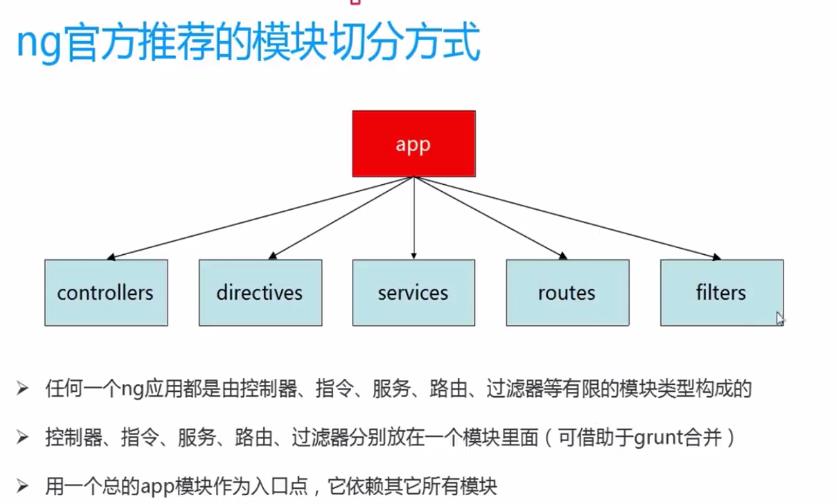 ng官方推荐的模块切分方式
app
controllers directives services routes filters
任何一个ng应用都是由控制器、指令、服务、路由、过滤器等有限的模块类型构成的
控制器、指令、服务、路由、过滤器分别放在一个模块里面（可借助于grunt合并）
用一个总的app模块作为入口点，它依赖其它所有模块